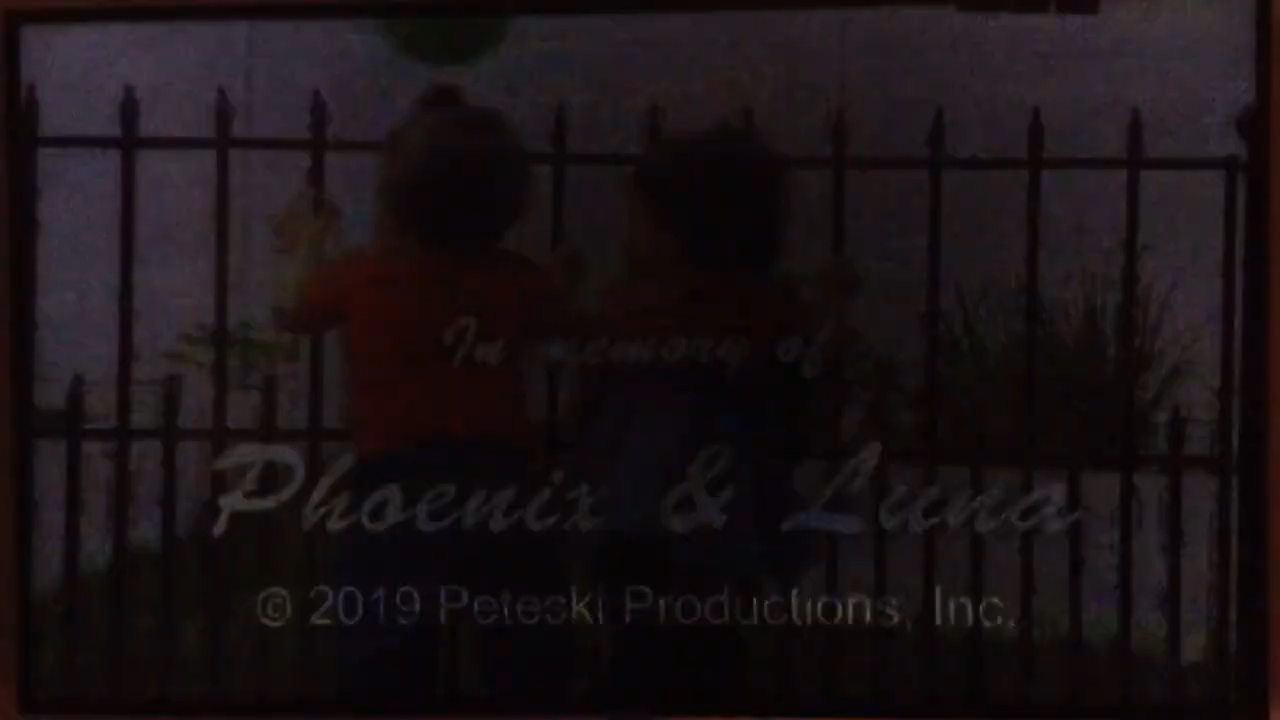 In memory of
Phoenix & Luna
© 2019 Peteski Productions, Inc.